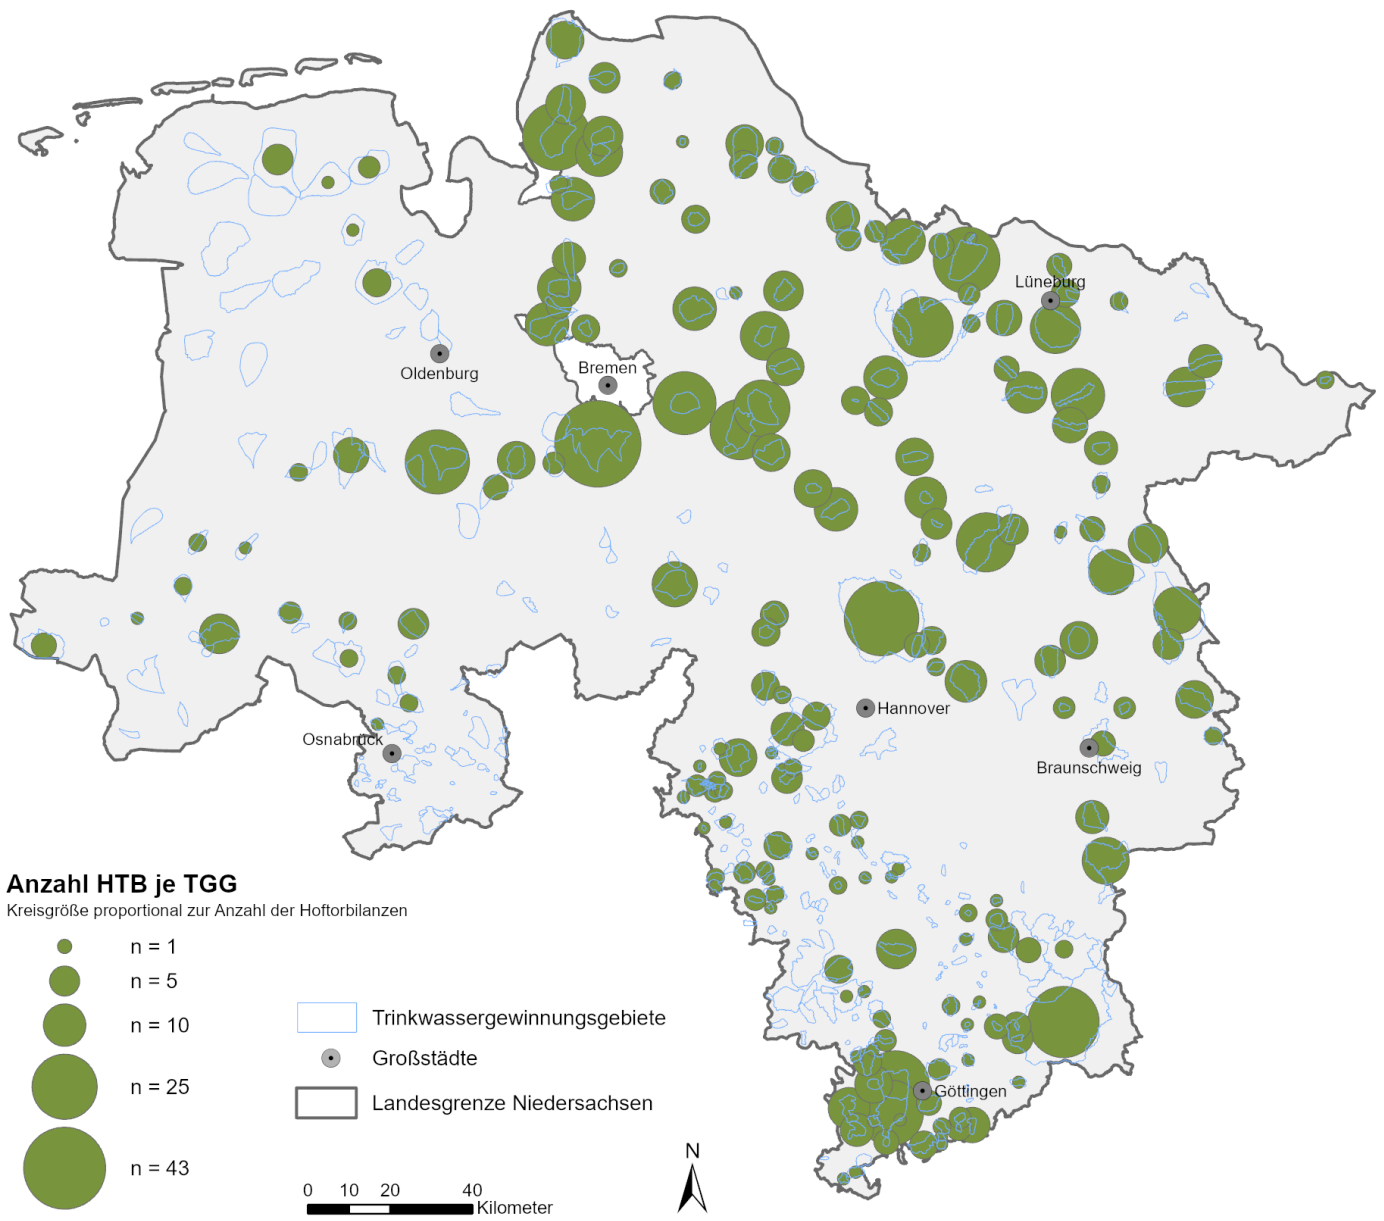 Lüneburg
Oldenburg
Bremen
Hannover
Osnabrück
Braunschweig
Göttingen
Anzahl HTB je TGG
Kreisgröße proportional zur Anzahl der Hoftorbilanzen
n = 1
n = 5
n = 10
n = 25
n = 43
Trinkwassergewinnungsgebiete
Großstädte
Landesgrenze Niedersachsen
N
0 10 20 40
Kilometer